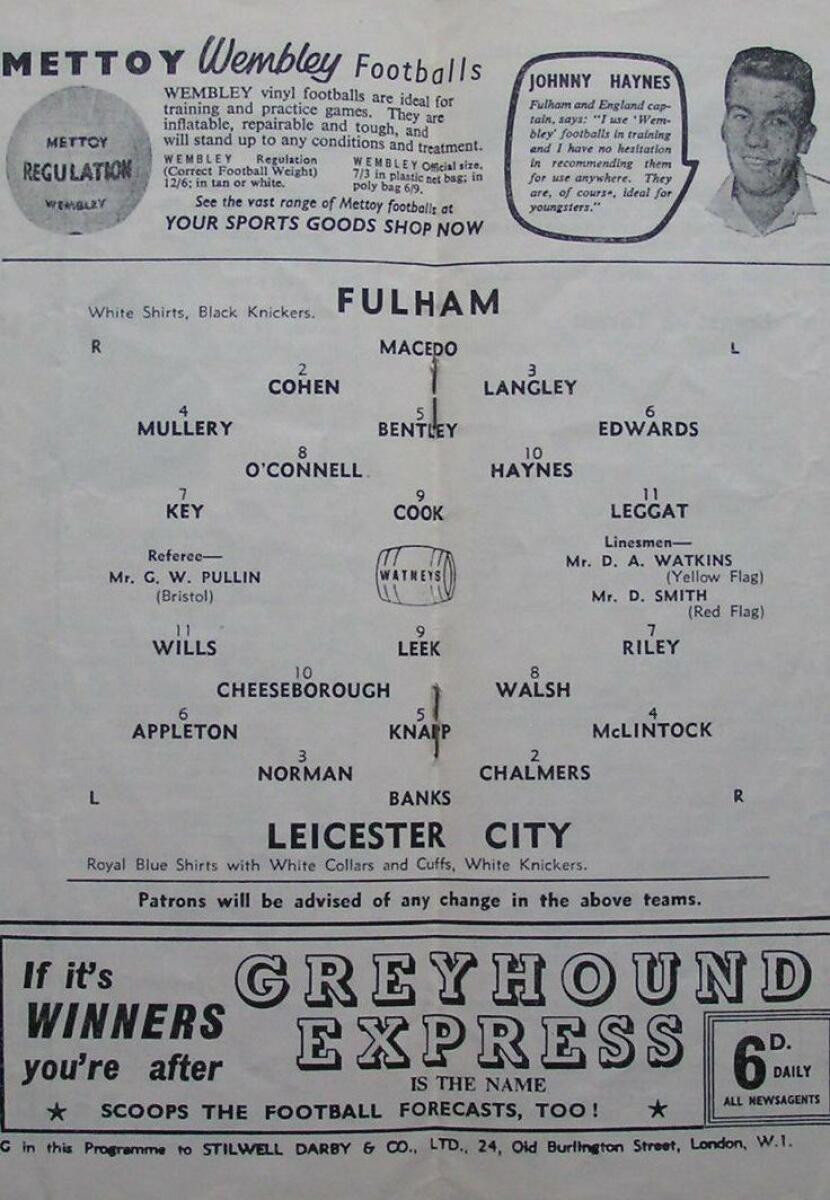 METTOY Wembley Footballs
WEMBLEY vinyl footballs are ideal for
training and practice games. They are
inflatable, repairable and tough, and
will stand up to any conditions and treatment.
WEMBLEY Regulation
(Correct Football Weight)
12/6; in tan or white.
WEMBLEY Official size,
7/3 in plastic net bag; in
poly bag 6/9.
See the vast range of Mettoy footballs at
YOUR SPORTS GOODS SHOP NOW
METTOY
REGULATION
WEMBLEY
JOHNNY HAYNES
Fulham and England cap-
tain, says: "I use 'Wem-
bley' footballs in training
and I have no hesitation
in recommending them
for use anywhere. They
are, of course, ideal for
youngsters."
White Shirts, Black Knickers. FULHAM
R MACEDO L
2 3
COHEN LANGLEY
4 5 6
MULLERY BENTLEY EDWARDS
8 10
O'CONNELL HAYNES
7 9 11
KEY COOK LEGGAT
Referee—
Mr. G. W. PULLIN
(Bristol)
WATNEYS
Linesmen—
Mr. D. A. WATKINS
(Yellow Flag)
Mr. D. SMITH
(Red Flag)
11 9 7
WILLS LEEK RILEY
10 8
CHEESEBOROUGH WALSH
6 5 4
APPLETON KNAPP McLINTOCK
3 2
NORMAN CHALMERS
L BANKS R
LEICESTER CITY
Royal Blue Shirts with White Collars and Cuffs, White Knickers.
Patrons will be advised of any change in the above teams.
If it's
WINNERS
you're after
GREYHOUND
EXPRESS
IS THE NAME
★ SCOOPS THE FOOTBALL FORECASTS, TOO! ★
6D.
DAILY
ALL NEWSAGENTS
G in this Programme to STILWELL DARBY & CO., LTD., 24, Old Burlington Street, London, W.1.